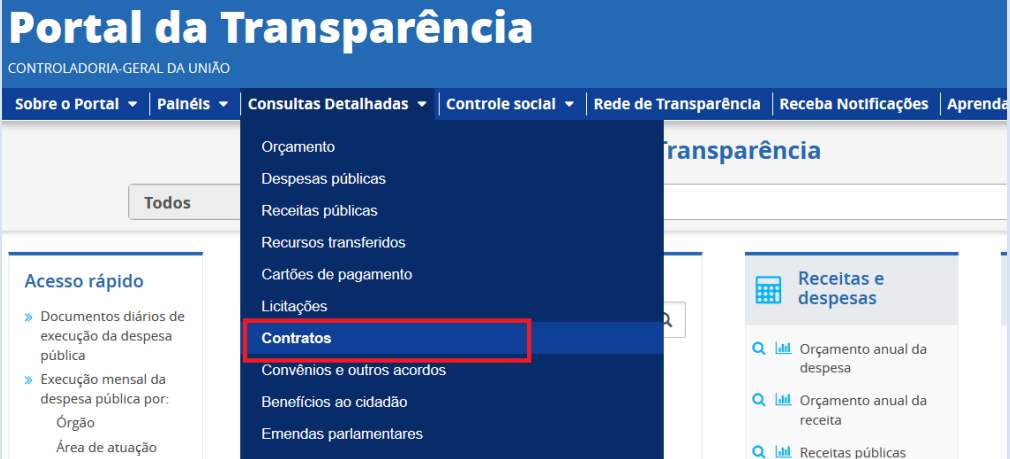 Portal da Transparência
CONTROLADORIA-GERAL DA UNIÃO
Sobre o Portal
Painéis
Consultas Detalhadas
Controle social
Rede de Transparência
Receba Notificações
Aprenda
Transparência
Todos
Orçamento
Despesas públicas
Receitas públicas
Recursos transferidos
Cartões de pagamento
Licitações
Contratos
Convênios e outros acordos
Benefícios ao cidadão
Emendas parlamentares
Acesso rápido
Documentos diários de
execução da despesa
pública
Execução mensal da
despesa pública por:
Órgão
Área de atuação
Receitas e
despesas
Orçamento anual da
despesa
Orçamento anual da
receita
Receitas públicas